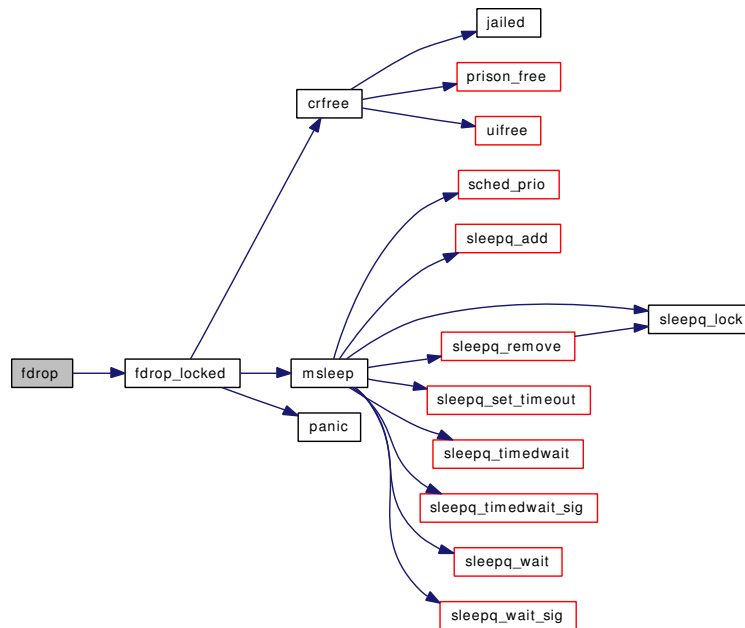 jailed
prison_free
crfree
uifree
sched_prio
sleepq_add
sleepq_lock
sleepq_remove
fdrop
fdrop_locked
msleep
sleepq_set_timeout
panic
sleepq_timedwait
sleepq_timedwait_sig
sleepq_wait
sleepq_wait_sig